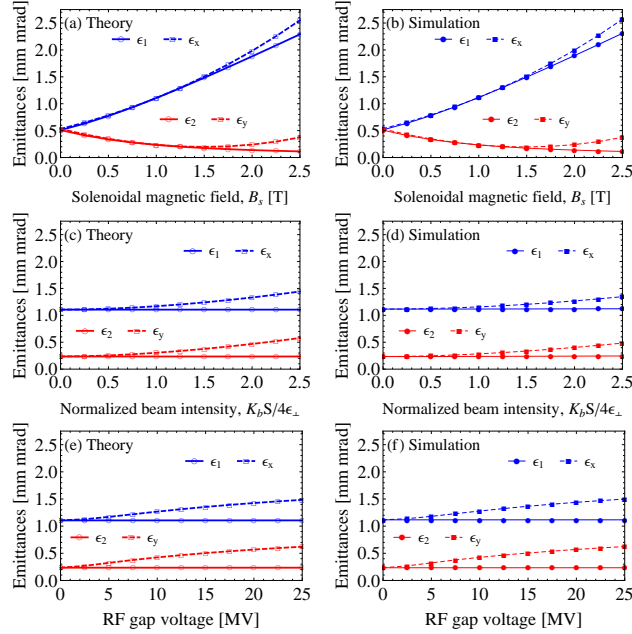 (a) Theory
(b) Simulation
ϵ1 ϵx
ϵ1 ϵx
ϵ2 ϵy
ϵ2 ϵy
Emittances [mm mrad]
Emittances [mm mrad]
2.5
2.0
1.5
1.0
0.5
0.0
2.5
2.0
1.5
1.0
0.5
0.0
0.0 0.5 1.0 1.5 2.0 2.5
0.0 0.5 1.0 1.5 2.0 2.5
Solenoidal magnetic field, Bs [T]
Solenoidal magnetic field, Bs [T]
(c) Theory
(d) Simulation
ϵ1 ϵx
ϵ1 ϵx
ϵ2 ϵy
ϵ2 ϵy
Emittances [mm mrad]
Emittances [mm mrad]
2.5
2.0
1.5
1.0
0.5
0.0
2.5
2.0
1.5
1.0
0.5
0.0
0.0 0.5 1.0 1.5 2.0 2.5
0.0 0.5 1.0 1.5 2.0 2.5
Normalized beam intensity, KbS/4ϵ⊥
Normalized beam intensity, KbS/4ϵ⊥
(e) Theory
(f) Simulation
ϵ1 ϵx
ϵ1 ϵx
ϵ2 ϵy
ϵ2 ϵy
Emittances [mm mrad]
Emittances [mm mrad]
2.5
2.0
1.5
1.0
0.5
0.0
2.5
2.0
1.5
1.0
0.5
0.0
0 5 10 15 20 25
0 5 10 15 20 25
RF gap voltage [MV]
RF gap voltage [MV]